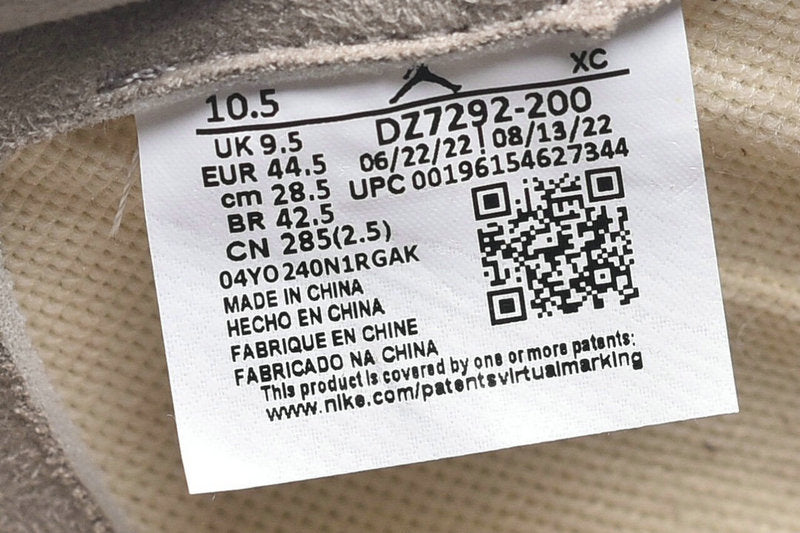 XC
10.5
DZ7292-200
UK 9.5
06/22/22 08/13/22
EUR 44.5
UPC 00196154627344
cm 28.5
BR 42.5
CN 285(2.5)
04YO 240N1RGAK
MADE IN CHINA
HECHO EN CHINA
FABRIQUE EN CHINE
FABRICADO NA CHINA
This product is covered by one or more patents:
www.nike.com/patentsvirtualmarking